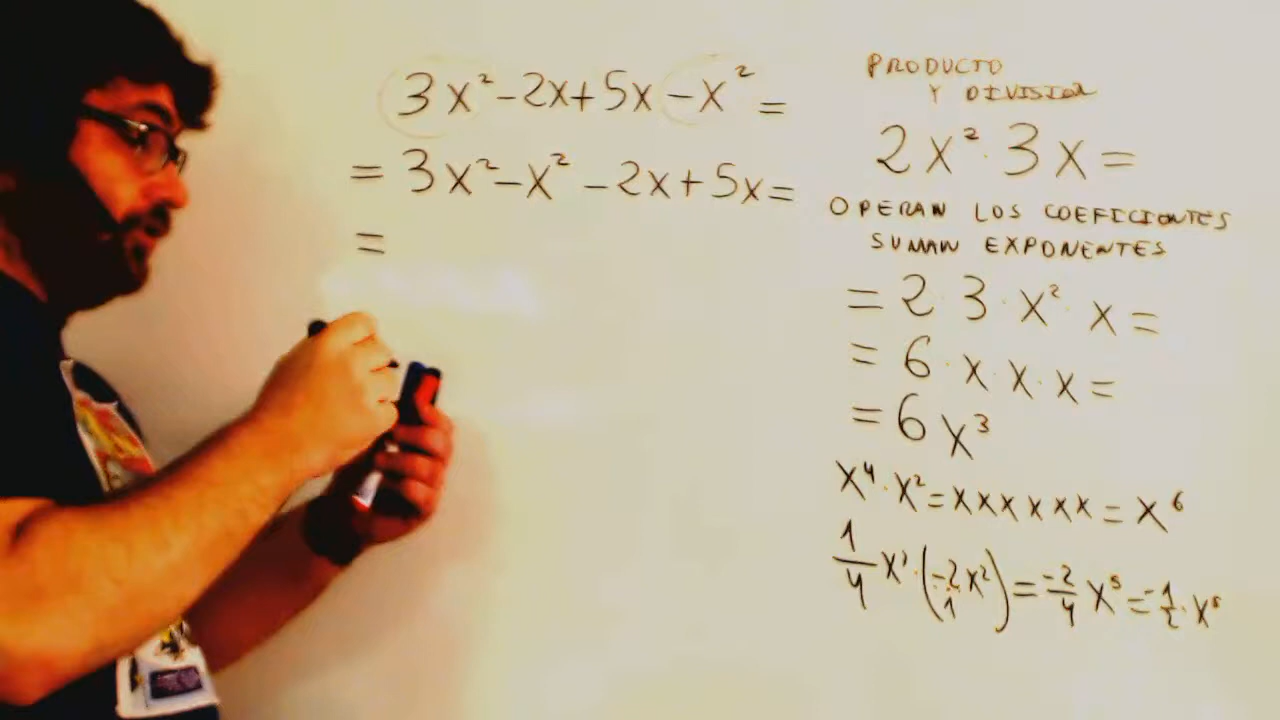 3x² - 2x + 5x - x² =
= 3x² - x² - 2x + 5x =
=
PRODUCTO
Y DIVISION
2x² · 3x =
OPERAN LOS COEFICIENTES
SUMAN EXPONENTES
= 2 · 3 · x² · x =
= 6 · x · x · x =
= 6x³
x⁴ · x² = x x x x x x = x⁶
1/4 x³ · (-2/1 x²) = -2/4 x⁵ = -1/2 · x⁵